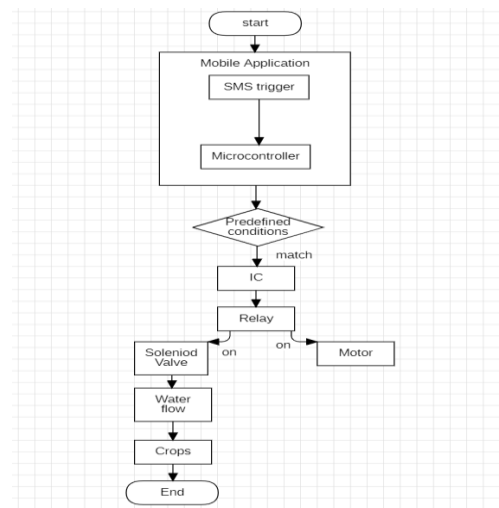 start
Mobile Application
SMS trigger
Microcontroller
Predefined
conditions
match
IC
Relay
on
on
Soleniod
Valve
Motor
Water
flow
Crops
End